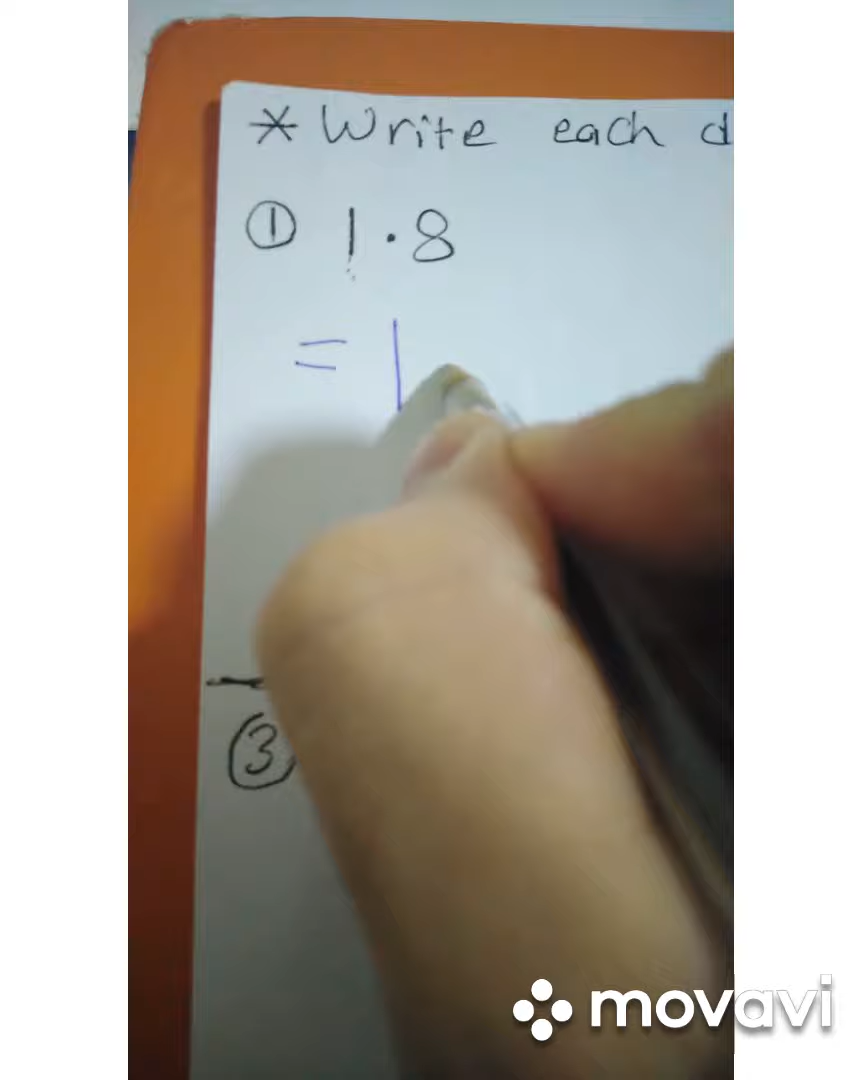 * Write each d
① 1.8
= 1
③
movavi